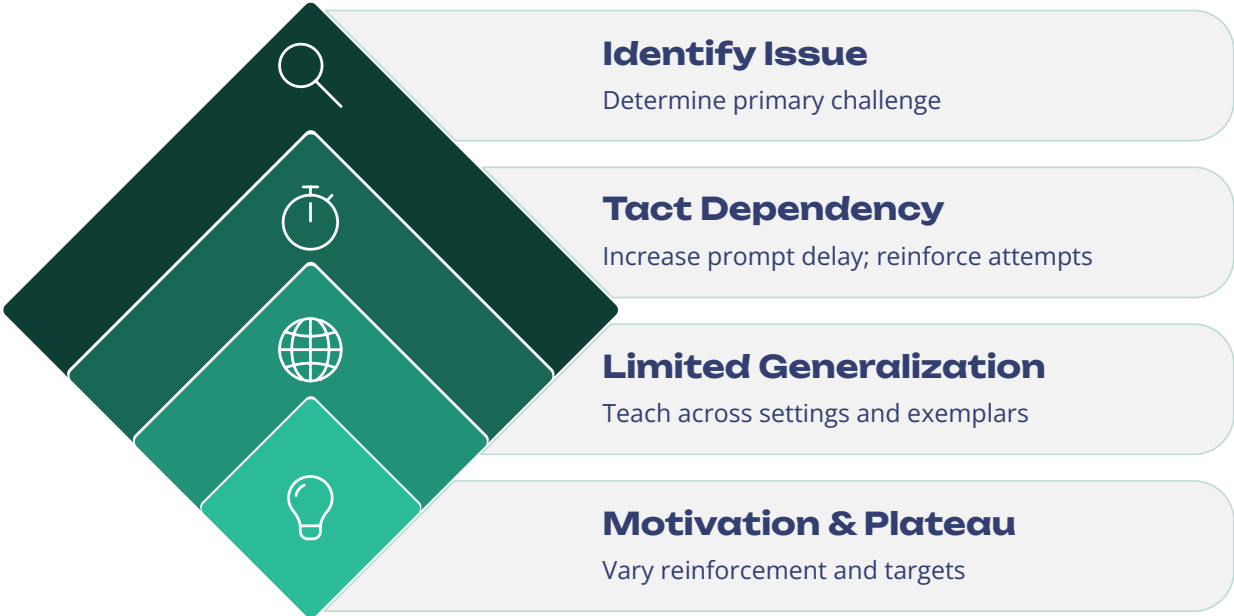 Identify Issue
Determine primary challenge
Tact Dependency
Increase prompt delay; reinforce attempts
Limited Generalization
Teach across settings and exemplars
Motivation & Plateau
Vary reinforcement and targets